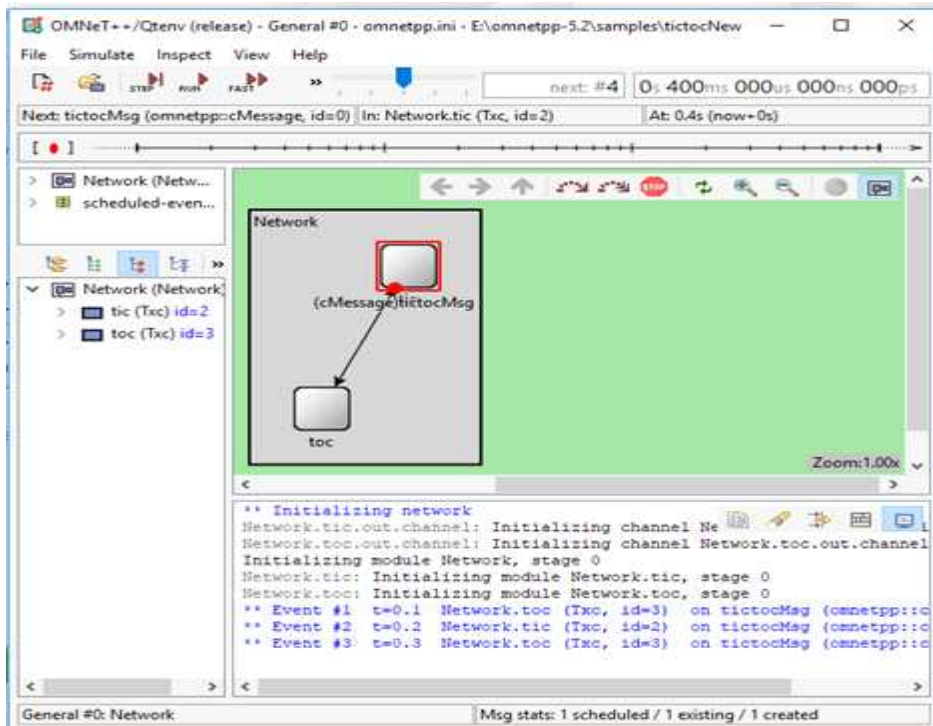 OMNeT++/Qtenv (release) - General #0 - omnetpp.ini - E:\omnetpp-5.2\samples\tictocNew
File Simulate Inspect View Help
STEP RUN FAST » next: #4 0s 400ms 000us 000ns 000ps
Next: tictocMsg (omnetpp::cMessage, id=0) In: Network.tic (Txc, id=2) At: 0.4s (now+0s)
Network (Netw...
scheduled-even...
STOP
Network
(cMessage)tictocMsg
toc
Zoom:1.00x
»
Network (Network)
tic (Txc) id=2
toc (Txc) id=3
** Initializing network
Network.tic.out.channel: Initializing channel Ne
Network.toc.out.channel: Initializing channel Network.toc.out.channel
Initializing module Network, stage 0
Network.tic: Initializing module Network.tic, stage 0
Network.toc: Initializing module Network.toc, stage 0
** Event #1 t=0.1 Network.toc (Txc, id=3) on tictocMsg (omnetpp::c
** Event #2 t=0.2 Network.tic (Txc, id=2) on tictocMsg (omnetpp::c
** Event #3 t=0.3 Network.toc (Txc, id=3) on tictocMsg (omnetpp::c
General #0: Network
Msg stats: 1 scheduled / 1 existing / 1 created